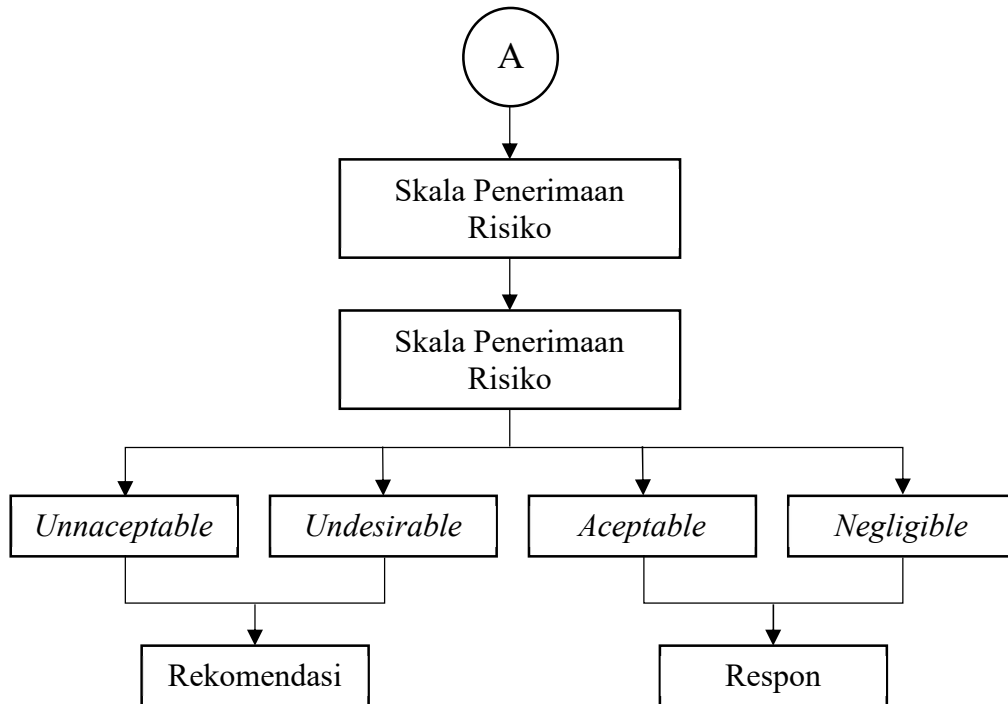 A
Skala Penerimaan
Risiko
Skala Penerimaan
Risiko
Unnaceptable
Undesirable
Aceptable
Negligible
Rekomendasi
Respon